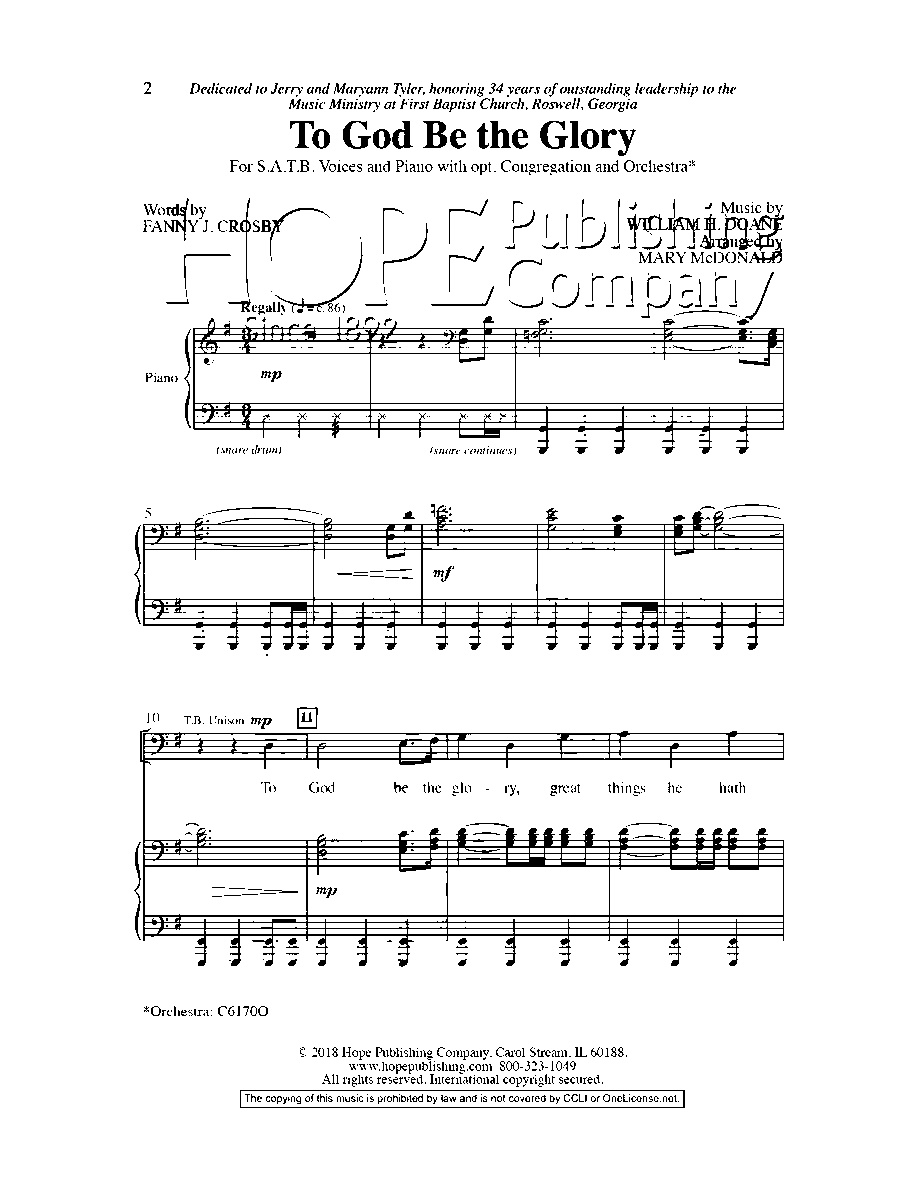 2 Dedicated to Jerry and Maryann Tyler, honoring 34 years of outstanding leadership to the
Music Ministry at First Baptist Church, Roswell, Georgia
To God Be the Glory
For S.A.T.B. Voices and Piano with opt. Congregation and Orchestra*
Words by
FANNY J. CROSBY
Music by
WILLIAM H. DOANE
Arranged by
MARY McDONALD
HOPE Publishing Company
Since 1892
Regally (♩ = c. 86)
Piano
mp
(snare drum) (snare continues)
5
mf
10 T.B. Unison mp 11
To God be the glo - ry, great things he hath
mp
*Orchestra: C6170O
© 2018 Hope Publishing Company, Carol Stream, IL 60188.
www.hopepublishing.com 800-323-1049
All rights reserved. International copyright secured.
The copying of this music is prohibited by law and is not covered by CCLI or OneLicense.net.